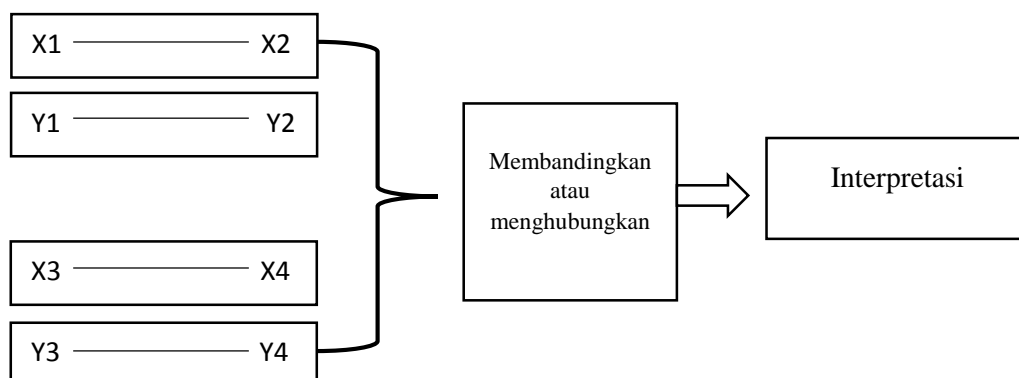 X1 X2
Y1 Y2
X3 X4
Y3 Y4
Membandingkan
atau
menghubungkan
Interpretasi